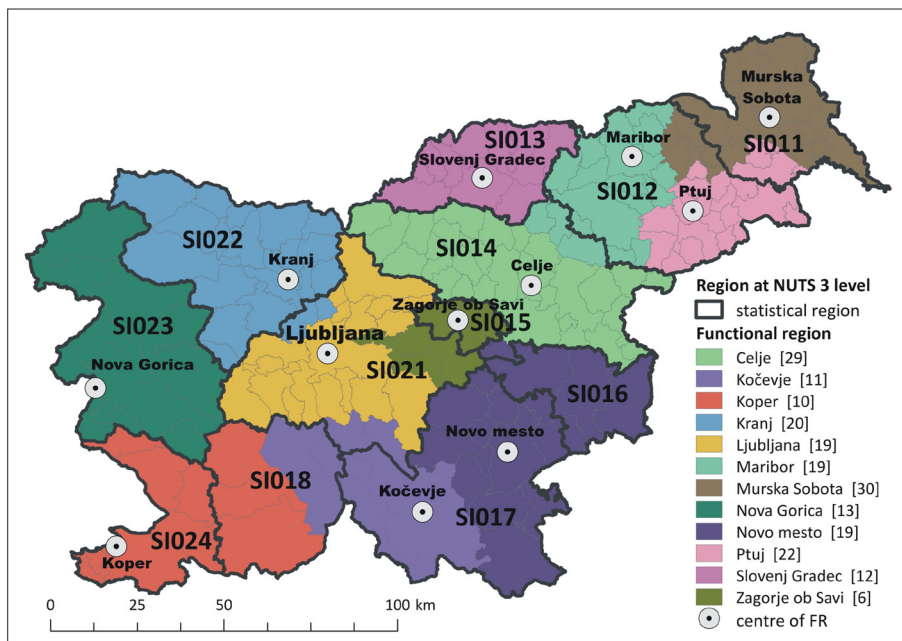 Murska
Sobota
SI011
SI013
Slovenj Gradec
Maribor
SI012
Ptuj
SI022
Kranj
SI014
Celje
SI023
Nova Gorica
Ljubljana
Zagorje ob Savi
SI015
SI021
SI016
Novo mesto
SI018
Kočevje
SI017
SI024
Koper
Region at NUTS 3 level
statistical region
Functional region
Celje [29]
Kočevje [11]
Koper [10]
Kranj [20]
Ljubljana [19]
Maribor [19]
Murska Sobota [30]
Nova Gorica [13]
Novo mesto [19]
Ptuj [22]
Slovenj Gradec [12]
Zagorje ob Savi [6]
centre of FR
0 25 50 100 km